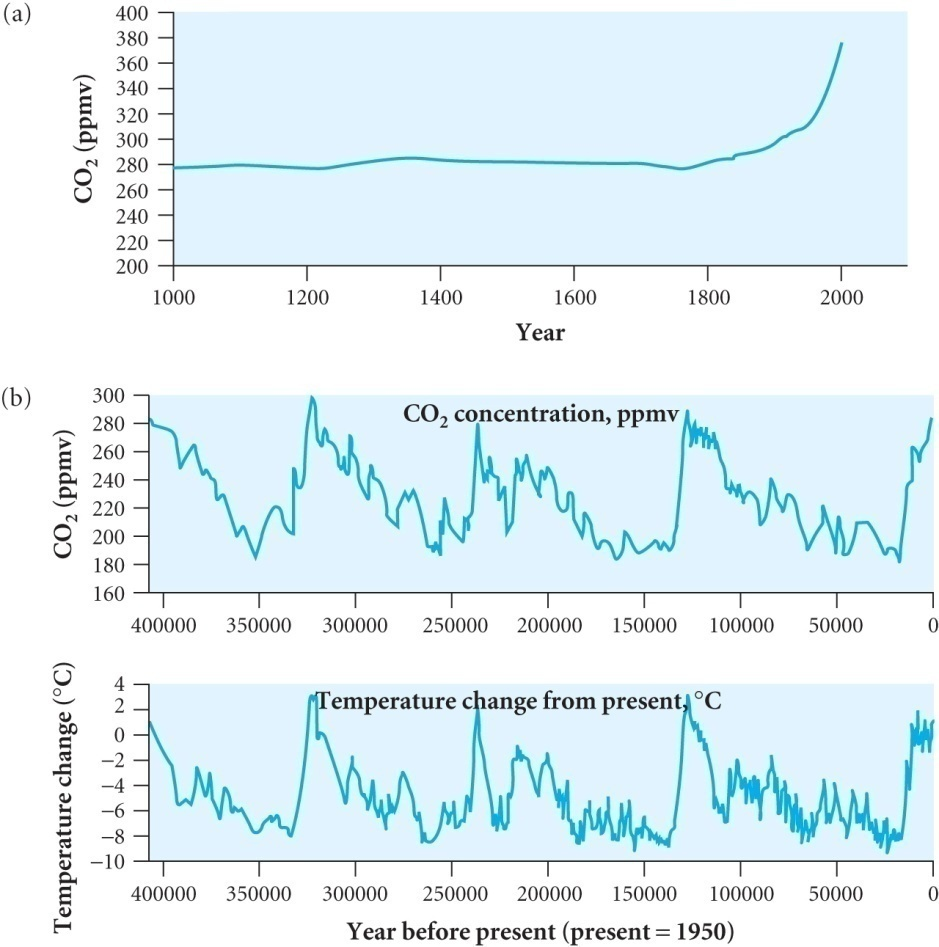 (a)
400
380
360
340
320
300
280
260
240
220
200
CO₂ (ppmv)
1000 1200 1400 1600 1800 2000
Year
(b)
CO₂ concentration, ppmv
300
280
260
240
220
200
180
160
CO₂ (ppmv)
400000 350000 300000 250000 200000 150000 100000 50000 0
Temperature change from present, °C
4
2
0
−2
−4
−6
−8
−10
Temperature change (°C)
400000 350000 300000 250000 200000 150000 100000 50000 0
Year before present (present = 1950)